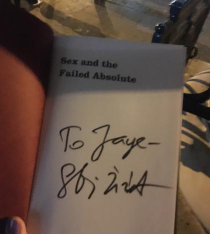 Sex and the
Failed Absolute
To Jaye-